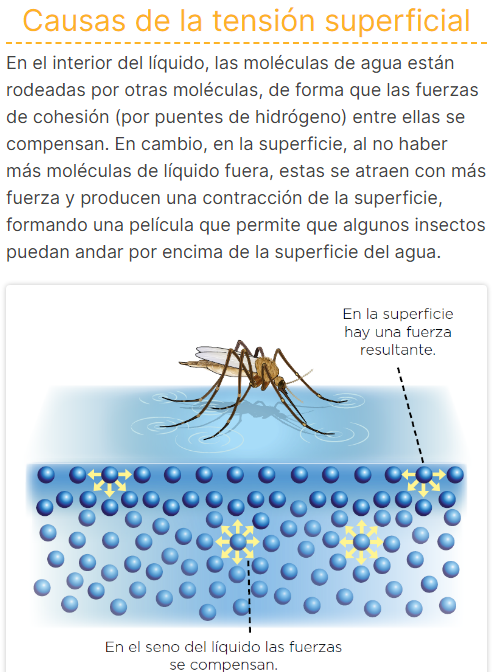 Causas de la tensión superficial
En el interior del líquido, las moléculas de agua están
rodeadas por otras moléculas, de forma que las fuerzas
de cohesión (por puentes de hidrógeno) entre ellas se
compensan. En cambio, en la superficie, al no haber
más moléculas de líquido fuera, estas se atraen con más
fuerza y producen una contracción de la superficie,
formando una película que permite que algunos insectos
puedan andar por encima de la superficie del agua.
En la superficie
hay una fuerza
resultante.
En el seno del líquido las fuerzas
se compensan.